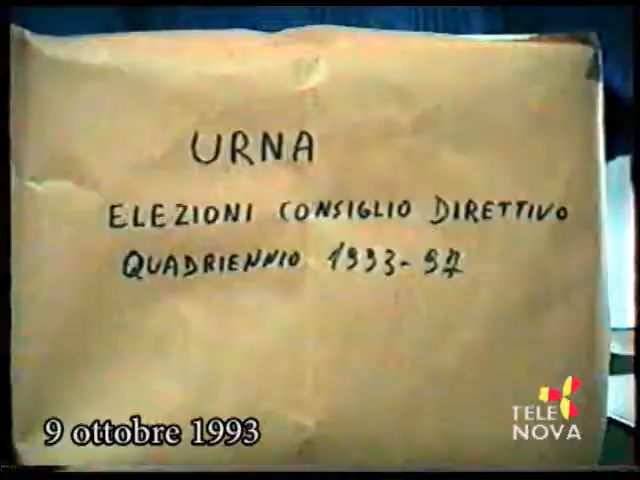 URNA
ELEZIONI CONSIGLIO DIRETTIVO
QUADRIENNIO 1993-97
9 ottobre 1993
TELE
NOVA